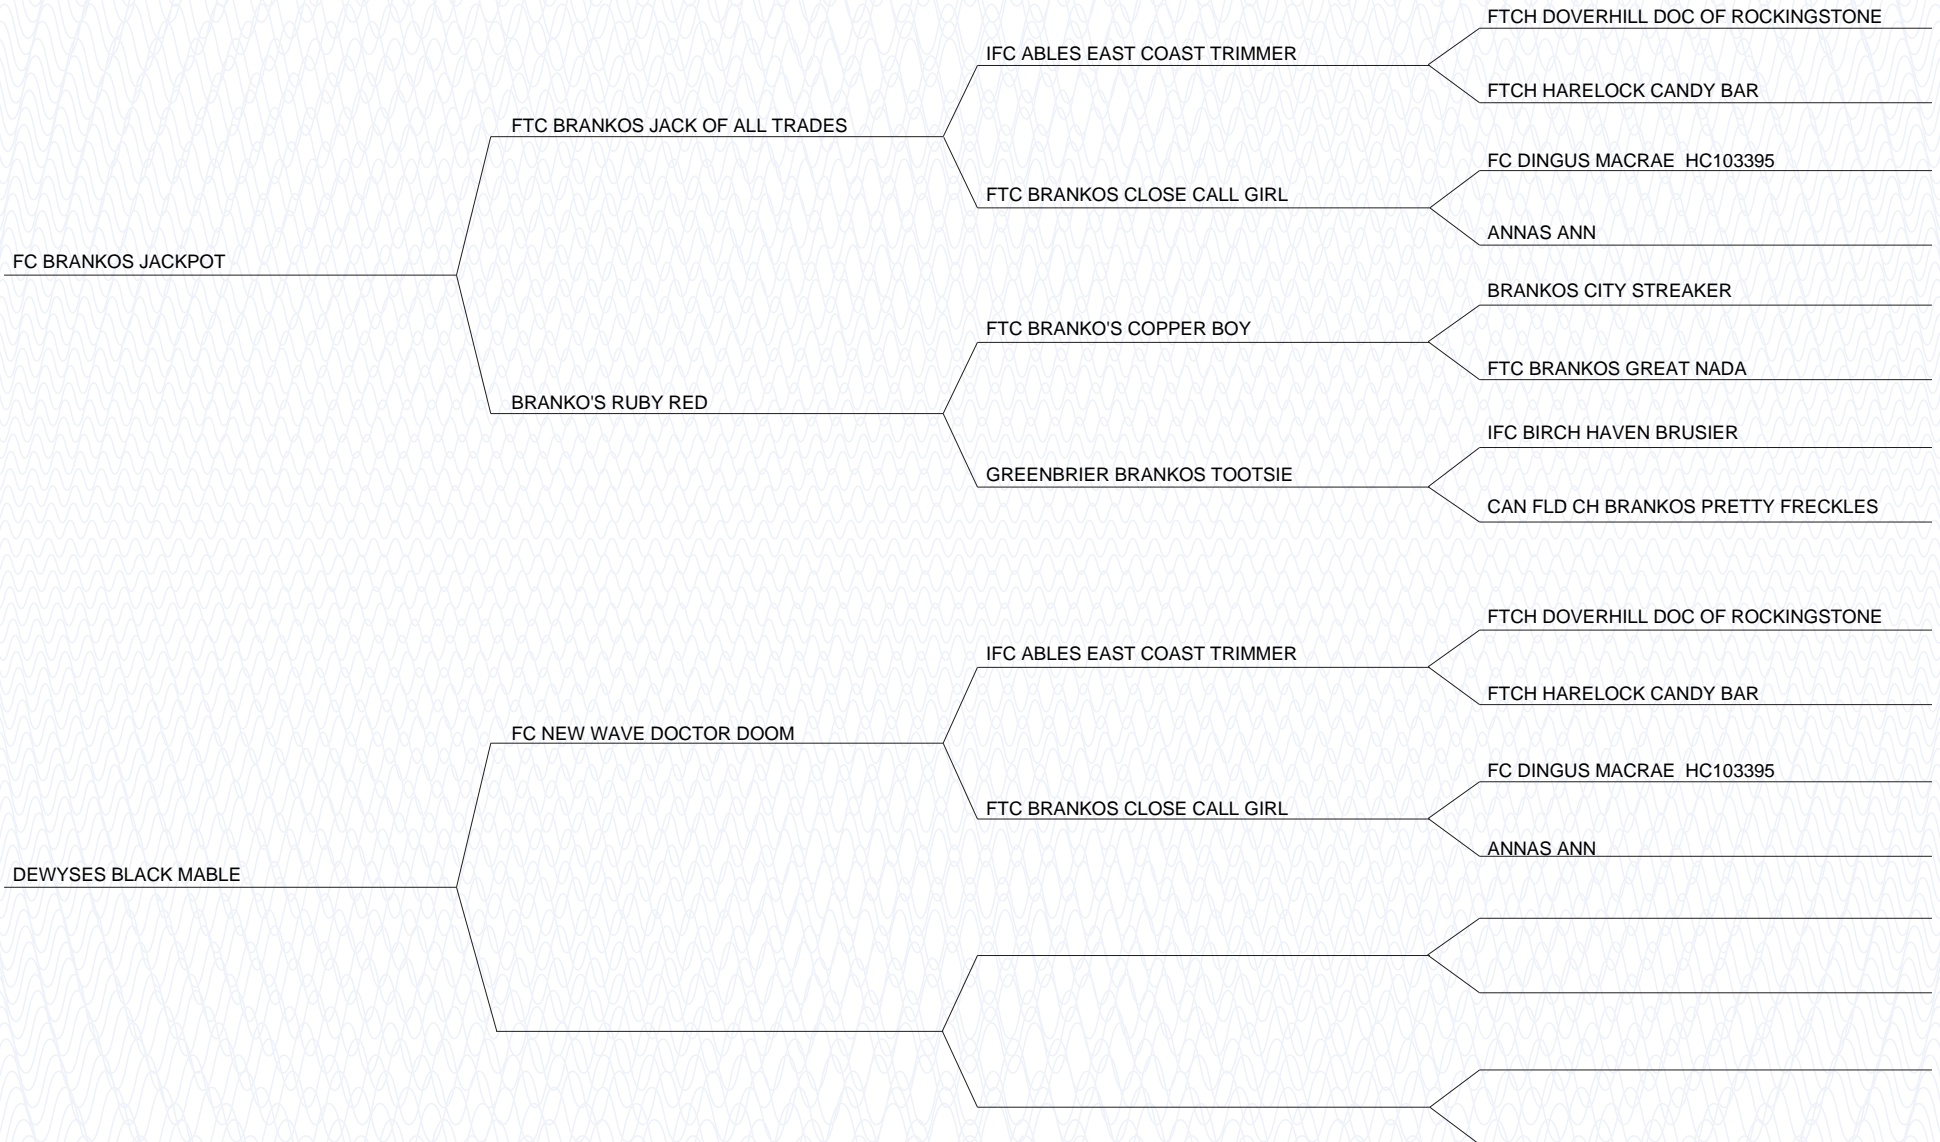 FTCH DOVERHILL DOC OF ROCKINGSTONE
IFC ABLES EAST COAST TRIMMER
FTCH HARELOCK CANDY BAR
FTC BRANKOS JACK OF ALL TRADES
FC DINGUS MACRAE  HC103395
FTC BRANKOS CLOSE CALL GIRL
ANNAS ANN
FC BRANKOS JACKPOT
BRANKOS CITY STREAKER
FTC BRANKO'S COPPER BOY
FTC BRANKOS GREAT NADA
BRANKO'S RUBY RED
IFC BIRCH HAVEN BRUSIER
GREENBRIER BRANKOS TOOTSIE
CAN FLD CH BRANKOS PRETTY FRECKLES
FTCH DOVERHILL DOC OF ROCKINGSTONE
IFC ABLES EAST COAST TRIMMER
FTCH HARELOCK CANDY BAR
FC NEW WAVE DOCTOR DOOM
FC DINGUS MACRAE  HC103395
FTC BRANKOS CLOSE CALL GIRL
ANNAS ANN
DEWYSES BLACK MABLE